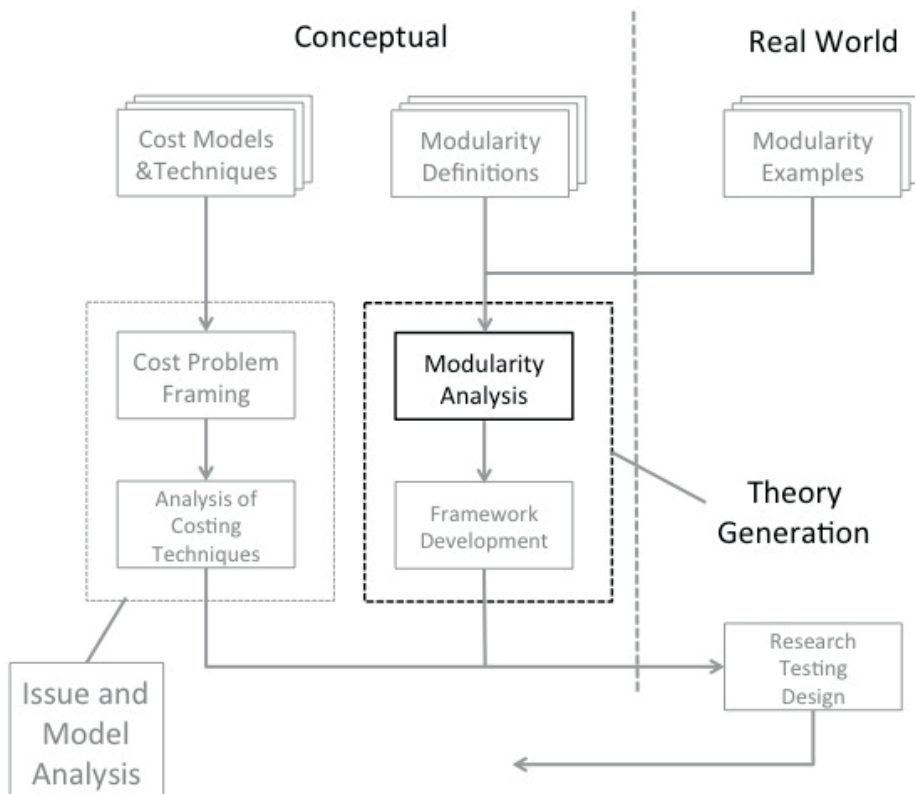 Conceptual
Real World
Cost Models
&Techniques
Modularity
Definitions
Modularity
Examples
Cost Problem
Framing
Modularity
Analysis
Analysis of
Costing
Techniques
Framework
Development
Theory
Generation
Issue and
Model
Analysis
Research
Testing
Design